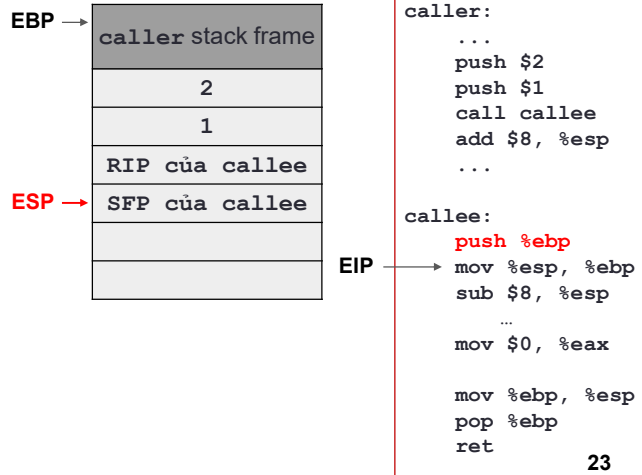 EBP
caller stack frame
2
1
RIP của callee
ESP
SFP của callee
EIP
caller:
...
push $2
push $1
call callee
add $8, %esp
...
callee:
push %ebp
mov %esp, %ebp
sub $8, %esp
…
mov $0, %eax
mov %ebp, %esp
pop %ebp
ret
23